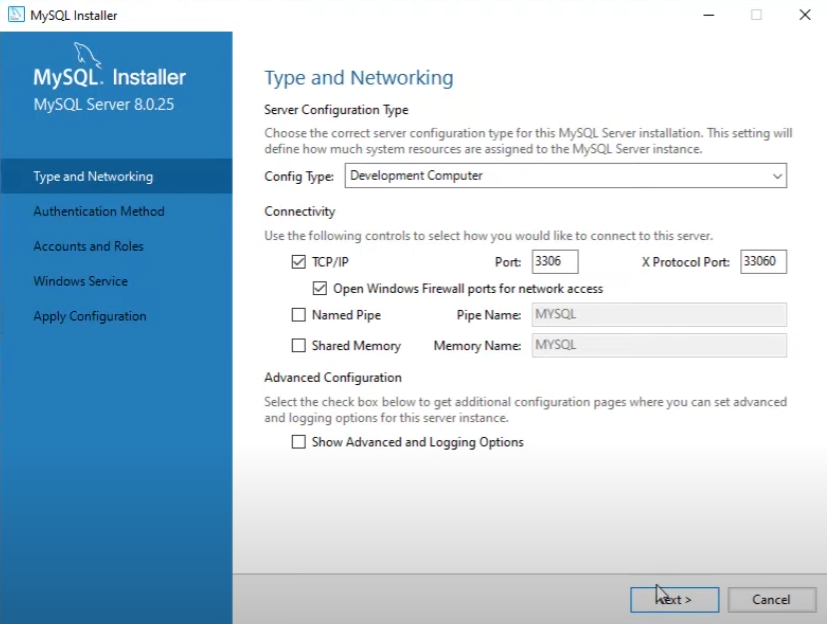 MySQL Installer
MySQL. Installer
MySQL Server 8.0.25
Type and Networking
Authentication Method
Accounts and Roles
Windows Service
Apply Configuration
Type and Networking
Server Configuration Type
Choose the correct server configuration type for this MySQL Server installation. This setting will
define how much system resources are assigned to the MySQL Server instance.
Config Type: Development Computer
Connectivity
Use the following controls to select how you would like to connect to this server.
TCP/IP Port: 3306 X Protocol Port: 33060
Open Windows Firewall ports for network access
Named Pipe Pipe Name: MYSQL
Shared Memory Memory Name: MYSQL
Advanced Configuration
Select the check box below to get additional configuration pages where you can set advanced
and logging options for this server instance.
Show Advanced and Logging Options
Next > Cancel